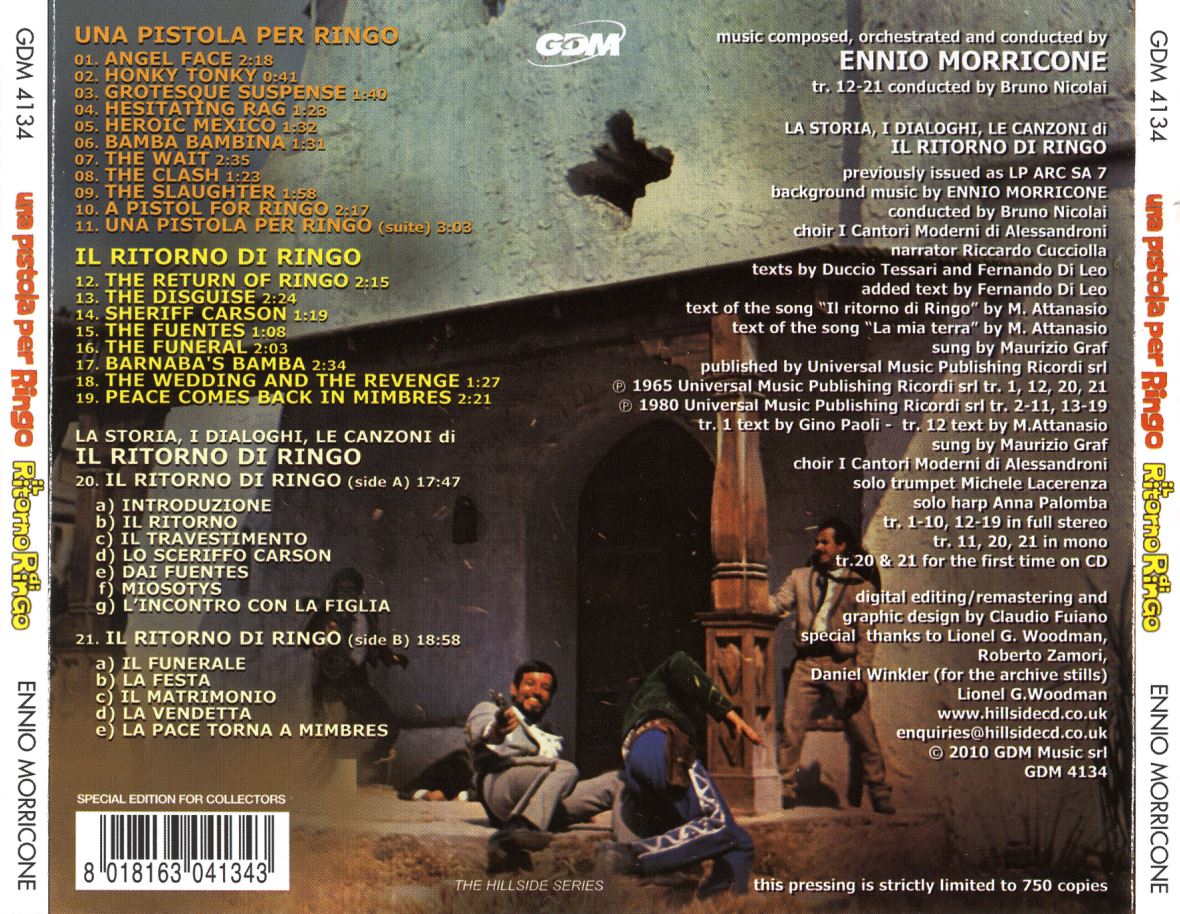 GDM 4134
una pistola per Ringo
il Ritorno di Ringo
ENNIO MORRICONE
UNA PISTOLA PER RINGO
01. ANGEL FACE 2:18
02. HONKY TONKY 0:41
03. GROTESQUE SUSPENSE 1:40
04. HESITATING RAG 1:23
05. HEROIC MEXICO 1:32
06. BAMBA BAMBINA 1:31
07. THE WAIT 2:35
08. THE CLASH 1:23
09. THE SLAUGHTER 1:58
10. A PISTOL FOR RINGO 2:17
11. UNA PISTOLA PER RINGO (suite) 3:03
IL RITORNO DI RINGO
12. THE RETURN OF RINGO 2:15
13. THE DISGUISE 2:24
14. SHERIFF CARSON 1:19
15. THE FUENTES 1:08
16. THE FUNERAL 2:03
17. BARNABA'S BAMBA 2:34
18. THE WEDDING AND THE REVENGE 1:27
19. PEACE COMES BACK IN MIMBRES 2:21
LA STORIA, I DIALOGHI, LE CANZONI di
IL RITORNO DI RINGO
20. IL RITORNO DI RINGO (side A) 17:47
a) INTRODUZIONE
b) IL RITORNO
c) IL TRAVESTIMENTO
d) LO SCERIFFO CARSON
e) DAI FUENTES
f) MIOSOTYS
g) L'INCONTRO CON LA FIGLIA
21. IL RITORNO DI RINGO (side B) 18:58
a) IL FUNERALE
b) LA FESTA
c) IL MATRIMONIO
d) LA VENDETTA
e) LA PACE TORNA A MIMBRES
SPECIAL EDITION FOR COLLECTORS
8 018163 041343
THE HILLSIDE SERIES
GDM
music composed, orchestrated and conducted by
ENNIO MORRICONE
tr. 12-21 conducted by Bruno Nicolai
LA STORIA, I DIALOGHI, LE CANZONI di
IL RITORNO DI RINGO
previously issued as LP ARC SA 7
background music by ENNIO MORRICONE
conducted by Bruno Nicolai
choir I Cantori Moderni di Alessandroni
narrator Riccardo Cucciolla
texts by Duccio Tessari and Fernando Di Leo
added text by Fernando Di Leo
text of the song "Il ritorno di Ringo" by M. Attanasio
text of the song "La mia terra" by M. Attanasio
sung by Maurizio Graf
published by Universal Music Publishing Ricordi srl
℗ 1965 Universal Music Publishing Ricordi srl tr. 1, 12, 20, 21
℗ 1980 Universal Music Publishing Ricordi srl tr. 2-11, 13-19
tr. 1 text by Gino Paoli - tr. 12 text by M.Attanasio
sung by Maurizio Graf
choir I Cantori Moderni di Alessandroni
solo trumpet Michele Lacerenza
solo harp Anna Palomba
tr. 1-10, 12-19 in full stereo
tr. 11, 20, 21 in mono
tr.20 & 21 for the first time on CD
digital editing/remastering and
graphic design by Claudio Fuiano
special thanks to Lionel G. Woodman,
Roberto Zamori,
Daniel Winkler (for the archive stills)
Lionel G.Woodman
www.hillsidecd.co.uk
enquiries@hillsidecd.co.uk
© 2010 GDM Music srl
GDM 4134
this pressing is strictly limited to 750 copies
GDM 4134
una pistola per Ringo
il Ritorno di Ringo
ENNIO MORRICONE